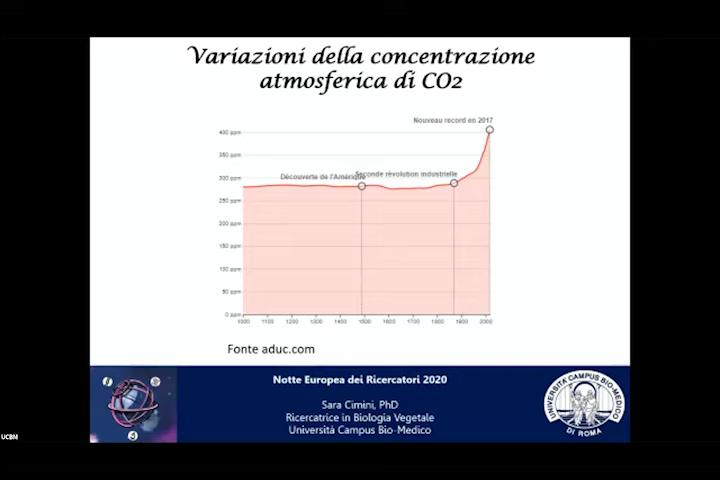 Variazioni della concentrazione
atmosferica di CO2
Nouveau record en 2017
400 ppm
350 ppm
300 ppm
Découverte de l'Amérique
Seconde révolution industrielle
250 ppm
200 ppm
150 ppm
100 ppm
50 ppm
0 ppm
1000 1100 1200 1300 1400 1500 1600 1700 1800 1900 2000
Fonte aduc.com
Notte Europea dei Ricercatori 2020
Sara Cimini, PhD
Ricercatrice in Biologia Vegetale
Università Campus Bio-Medico
UNIVERSITÀ CAMPUS BIO-MEDICO
DI ROMA
UCBM